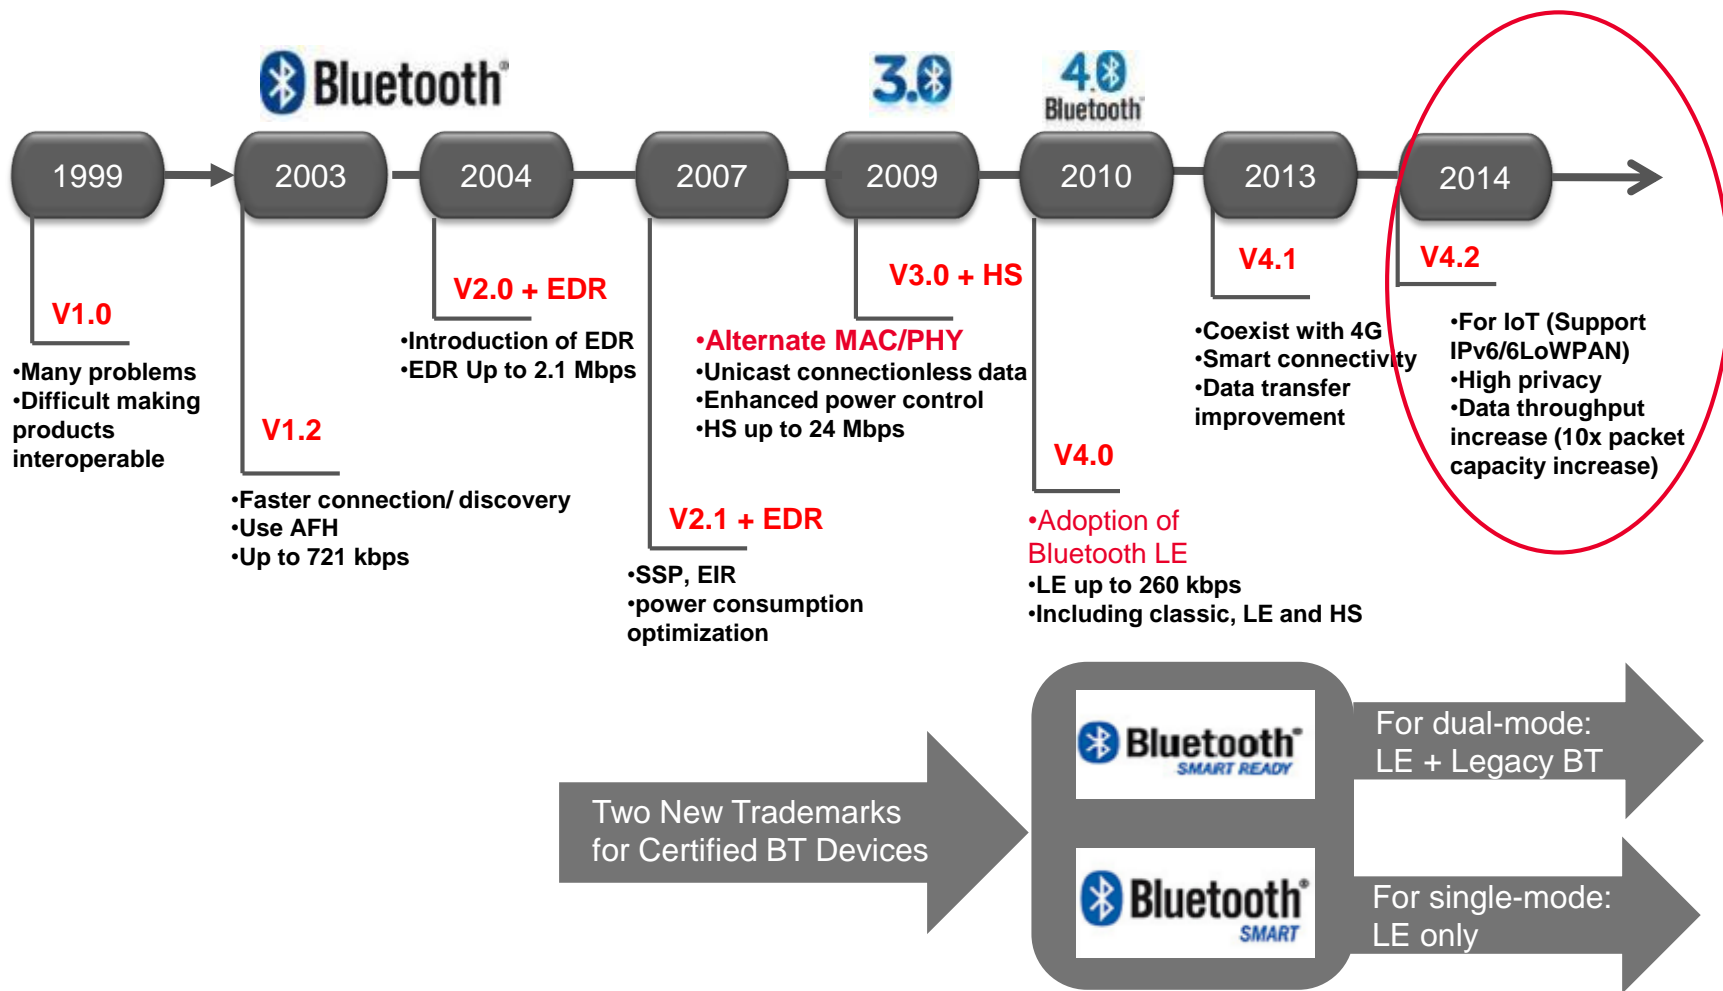 Bluetooth®
3.0
4.0
Bluetooth
1999
2003
2004
2007
2009
2010
2013
2014
V1.0
•Many problems
•Difficult making
products
interoperable
V1.2
•Faster connection/ discovery
•Use AFH
•Up to 721 kbps
V2.0 + EDR
•Introduction of EDR
•EDR Up to 2.1 Mbps
V2.1 + EDR
•SSP, EIR
•power consumption
optimization
V3.0 + HS
•Alternate MAC/PHY
•Unicast connectionless data
•Enhanced power control
•HS up to 24 Mbps
V4.0
•Adoption of
Bluetooth LE
•LE up to 260 kbps
•Including classic, LE and HS
V4.1
•Coexist with 4G
•Smart connectivity
•Data transfer
improvement
V4.2
•For IoT (Support
IPv6/6LoWPAN)
•High privacy
•Data throughput
increase (10x packet
capacity increase)
Two New Trademarks
for Certified BT Devices
Bluetooth®
SMART READY
For dual-mode:
LE + Legacy BT
Bluetooth®
SMART
For single-mode:
LE only